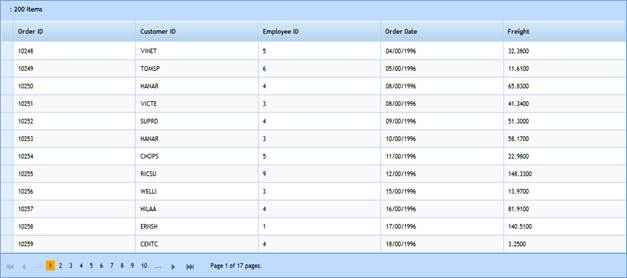 : 200 Items
Order ID Customer ID Employee ID Order Date Freight
10248 VINET 5 04/00/1996 32.3800
10249 TOMSP 6 05/00/1996 11.6100
10250 HANAR 4 08/00/1996 65.8300
10251 VICTE 3 08/00/1996 41.3400
10252 SUPRD 4 09/00/1996 51.3000
10253 HANAR 3 10/00/1996 58.1700
10254 CHOPS 5 11/00/1996 22.9800
10255 RICSU 9 12/00/1996 148.3300
10256 WELLI 3 15/00/1996 13.9700
10257 HILAA 4 16/00/1996 81.9100
10258 ERNSH 1 17/00/1996 140.5100
10259 CENTC 4 18/00/1996 3.2500
... 1 2 3 4 5 6 7 8 9 10 ... Page 1 of 17 pages.